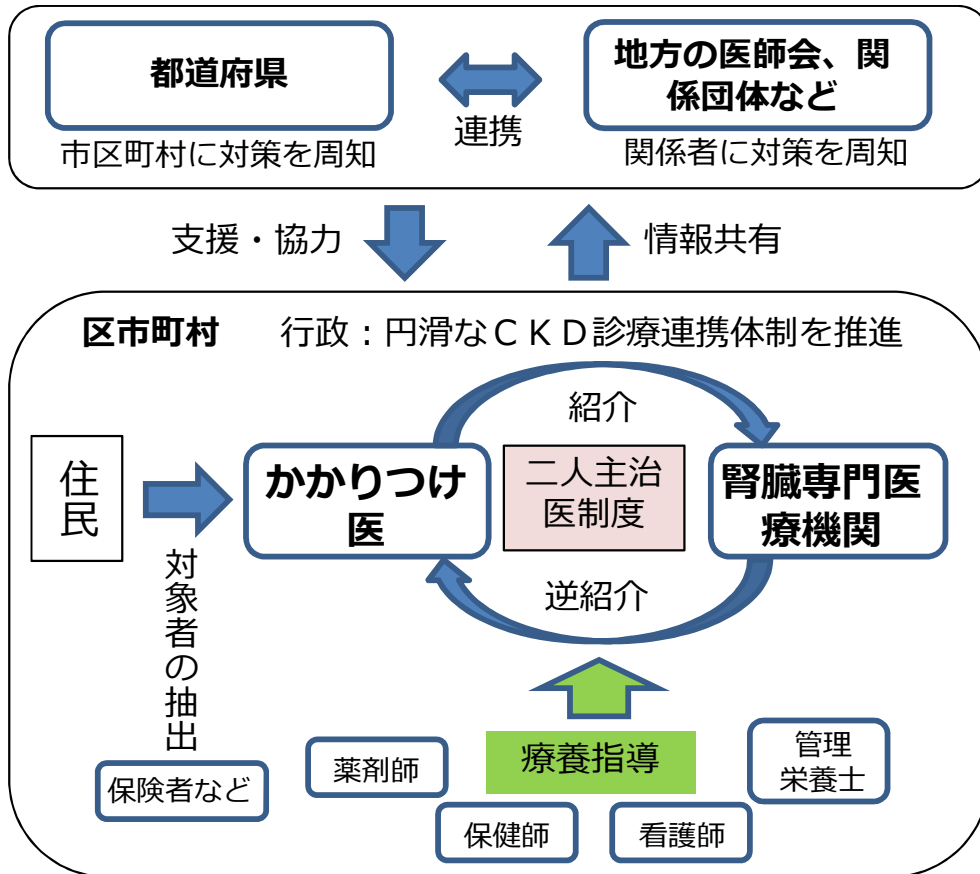 都道府県
地方の医師会、関
係団体など
連携
市区町村に対策を周知
関係者に対策を周知
支援・協力
情報共有
区市町村
行政：円滑なＣＫＤ診療連携体制を推進
紹介
住民
かかりつけ
医
二人主治
医制度
腎臓専門医
療機関
逆紹介
対象者の抽出
保険者など
薬剤師
療養指導
管理
栄養士
保健師
看護師